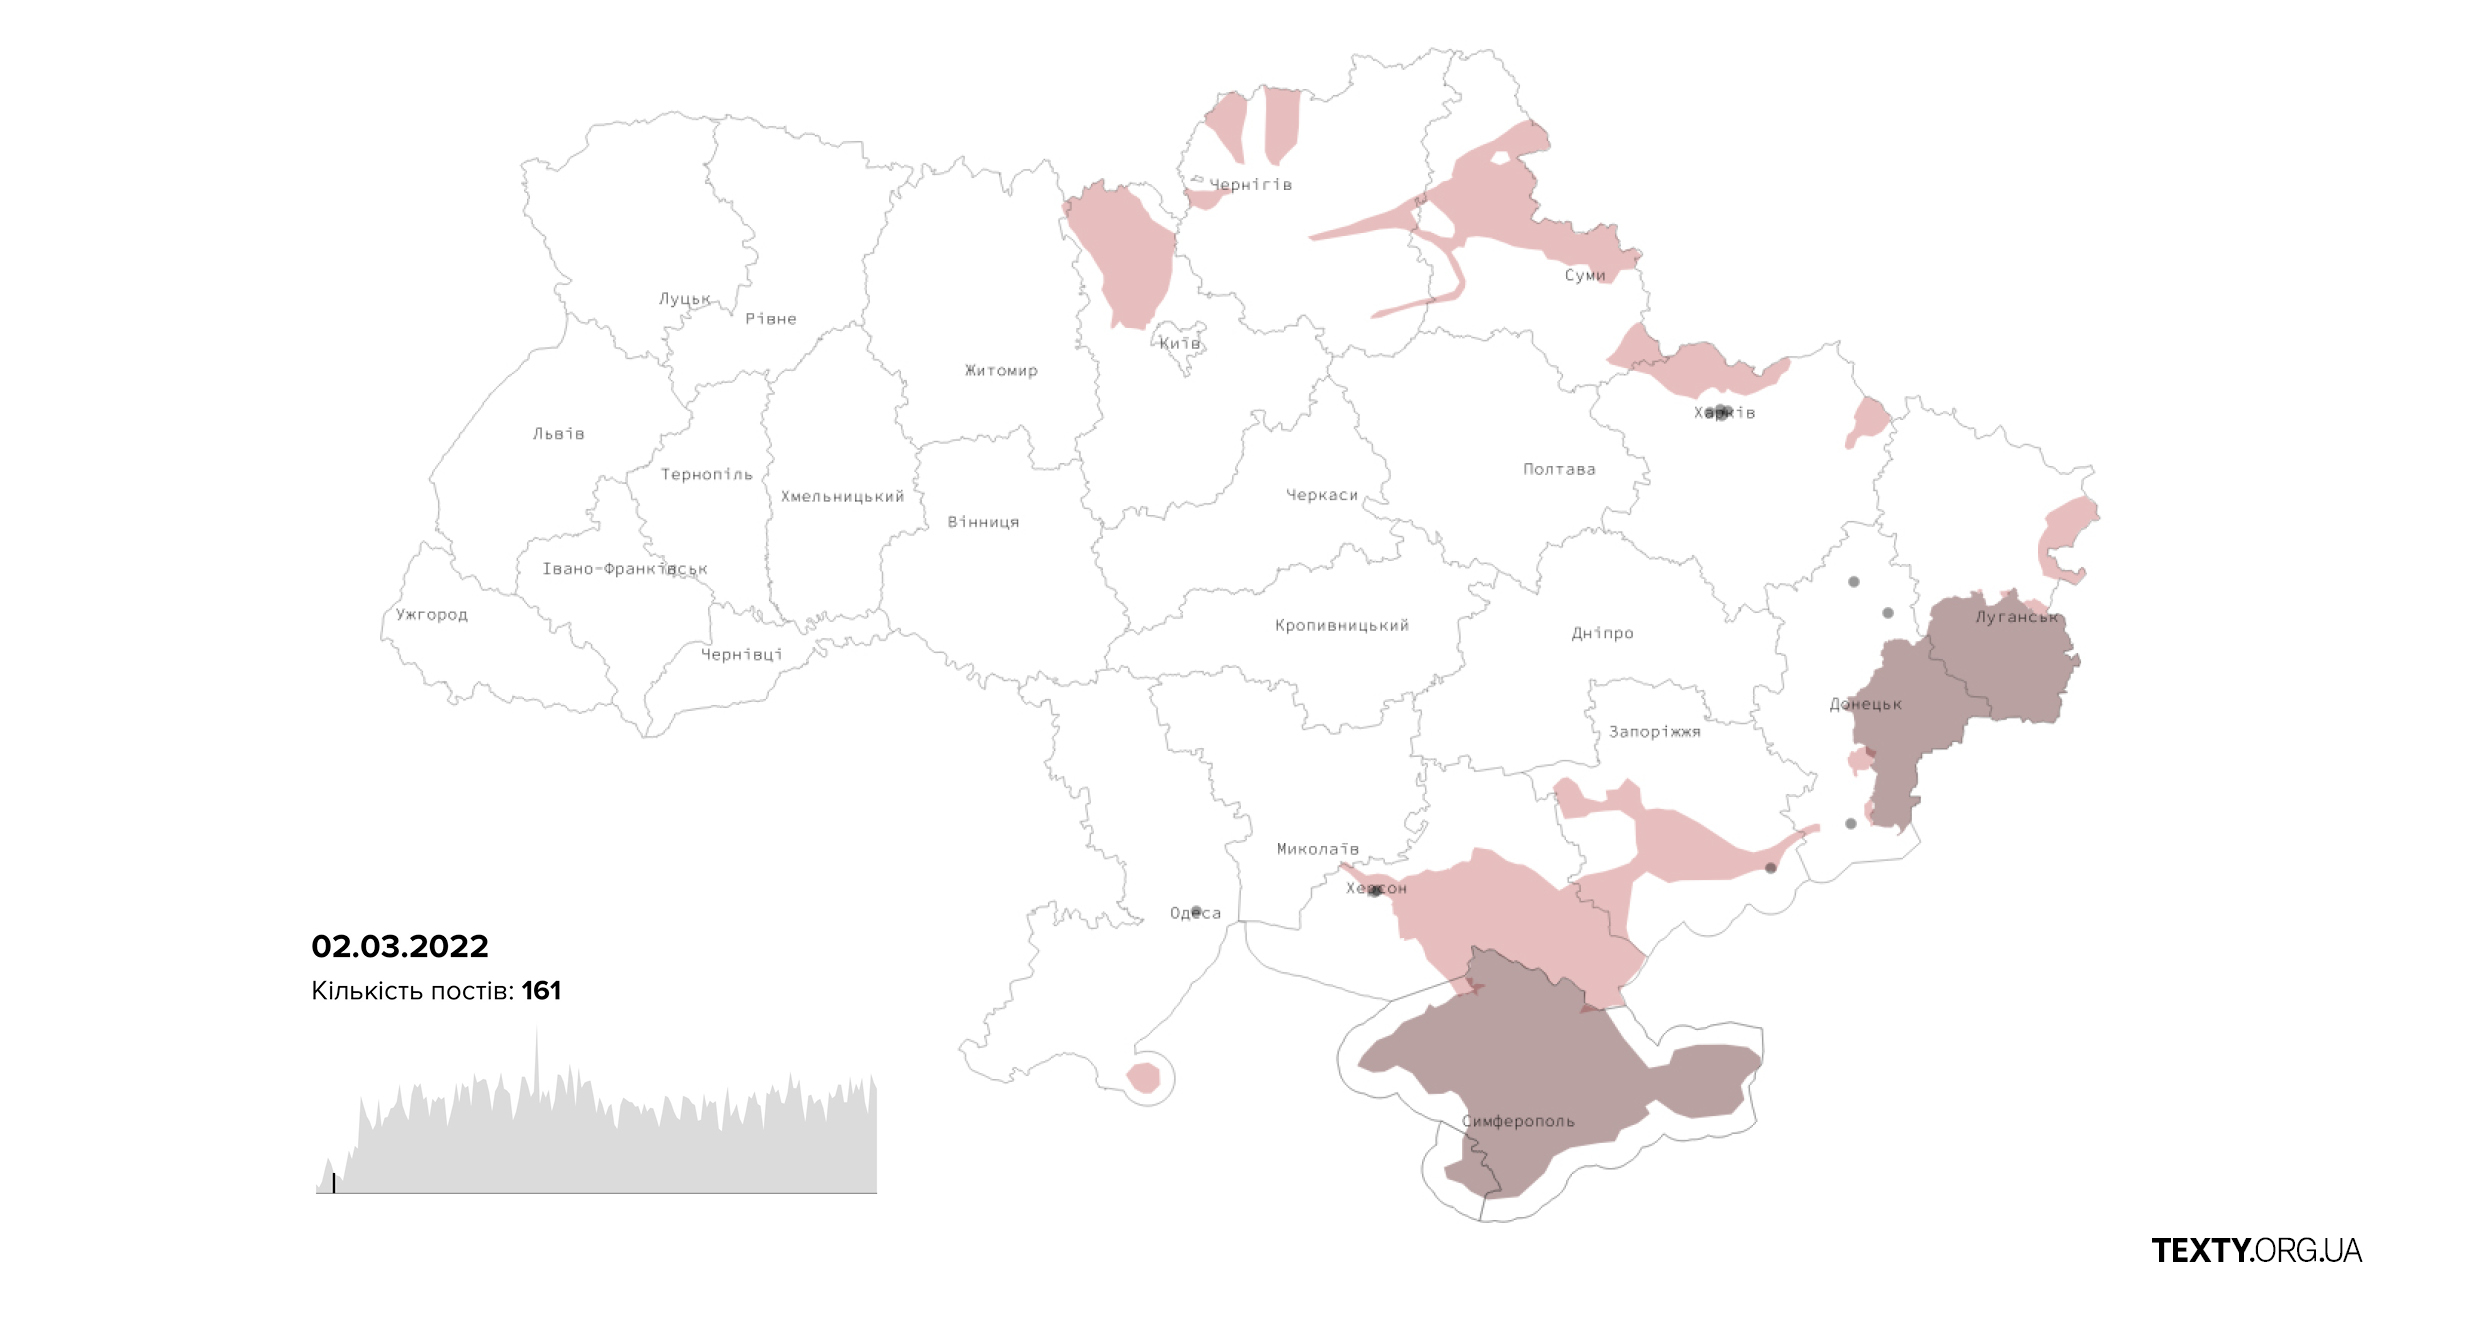 Чернігів
Суми
Луцьк
Рівне
Київ
Житомир
Харків
Львів
Полтава
Тернопіль
Хмельницький
Черкаси
Вінниця
Івано-Франківськ
Ужгород
Луганськ
Кропивницький
Дніпро
Чернівці
Донецьк
Запоріжжя
Миколаїв
Херсон
Одеса
02.03.2022
Кількість постів: 161
Симферополь
TEXTY.ORG.UA